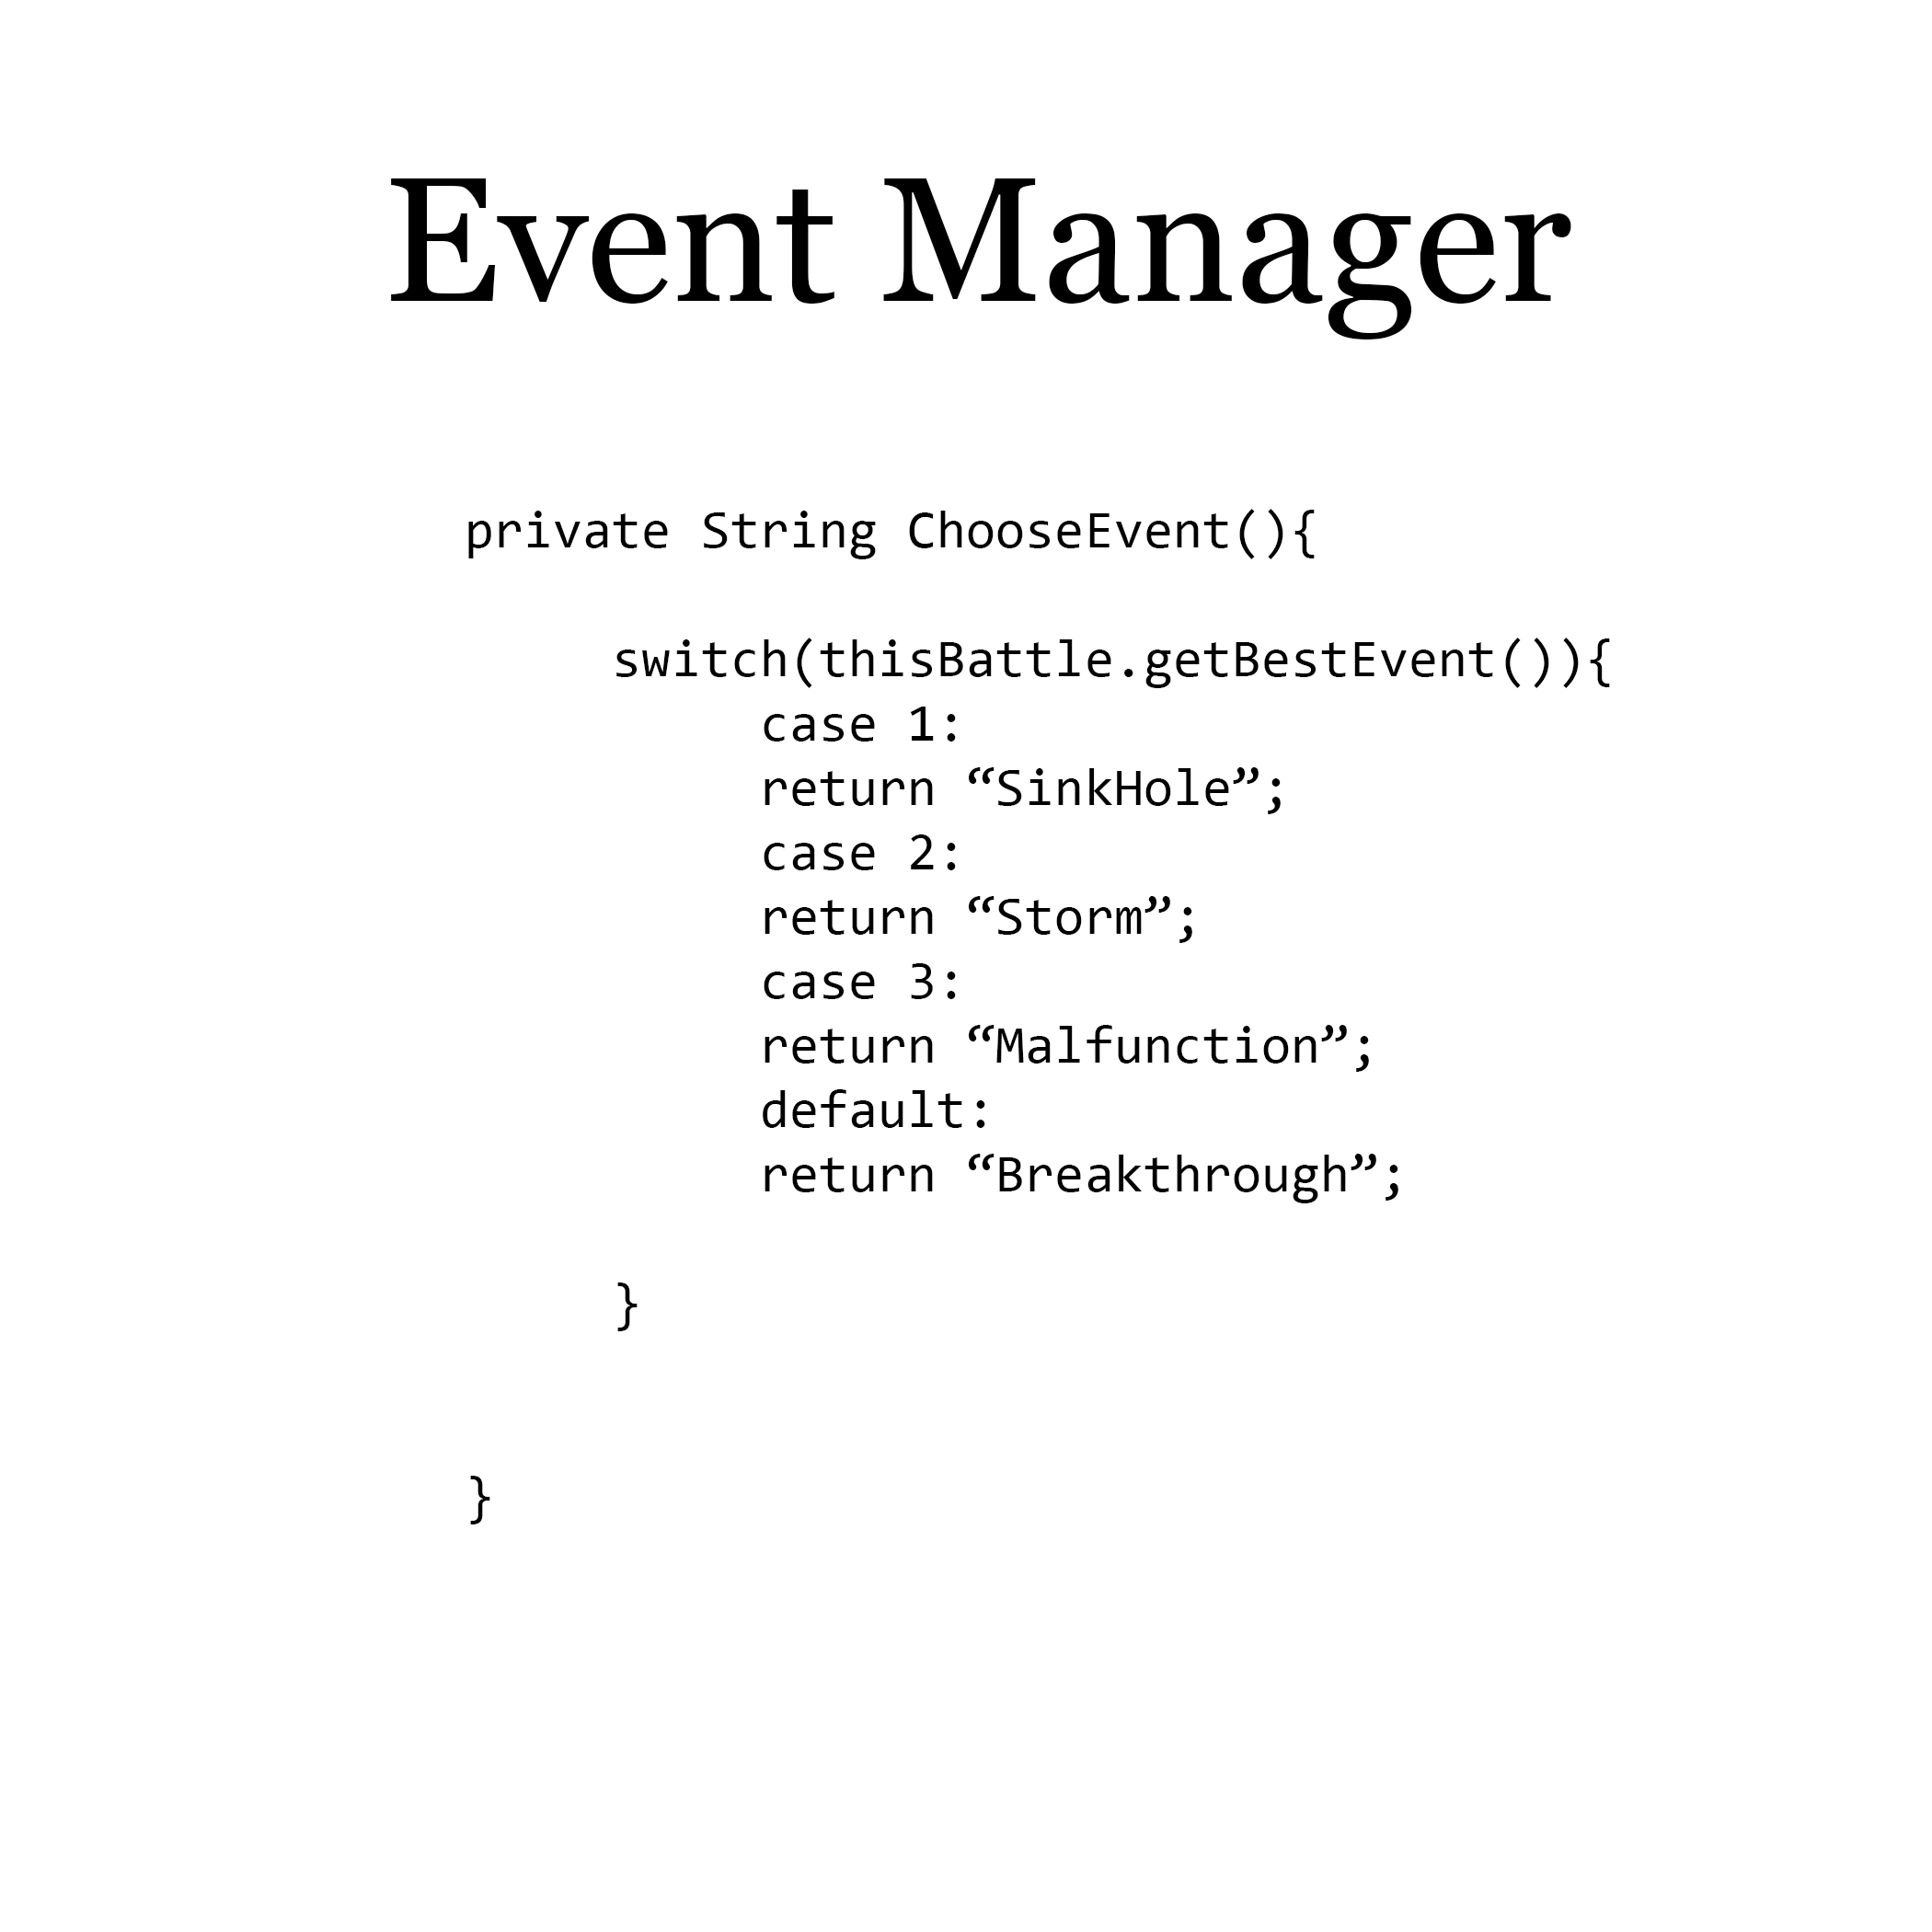 Event Manager
private String ChooseEvent(){
switch(thisBattle.getBestEvent()){
case 1:
return “SinkHole”;
case 2:
return “Storm”;
case 3:
return “Malfunction”;
default:
return “Breakthrough”;
}
}